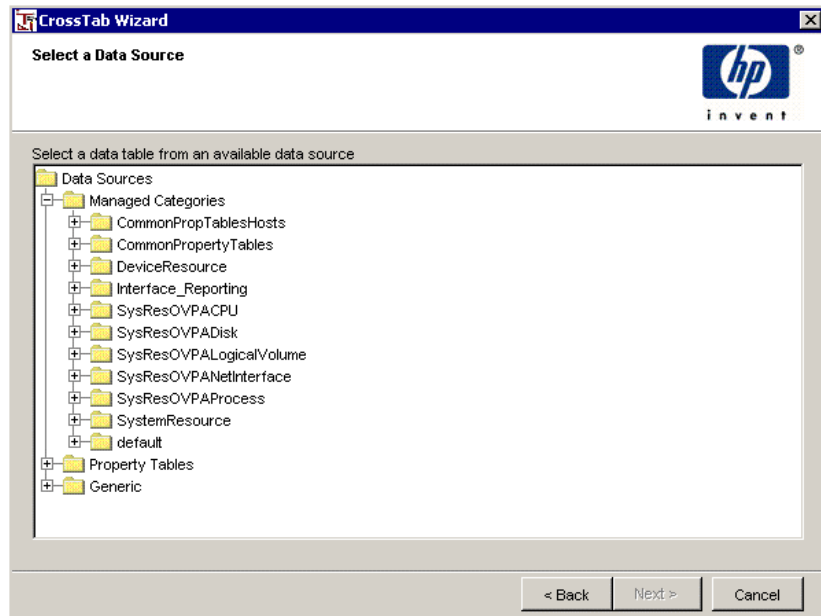 CrossTab Wizard
Select a Data Source
hp
®
invent
Select a data table from an available data source
Data Sources
Managed Categories
CommonPropTablesHosts
CommonPropertyTables
DeviceResource
Interface_Reporting
SysResOVPACPU
SysResOVPADisk
SysResOVPALogicalVolume
SysResOVPANetInterface
SysResOVPAProcess
SystemResource
default
Property Tables
Generic
< Back
Next >
Cancel